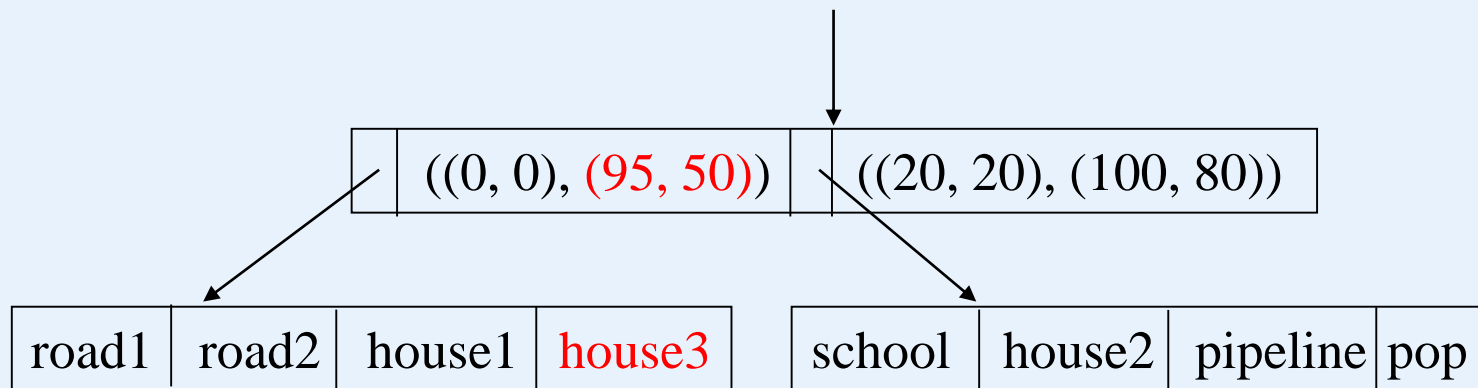 ((0, 0), (95, 50)) ((20, 20), (100, 80))
road1 road2 house1 house3 school house2 pipeline pop